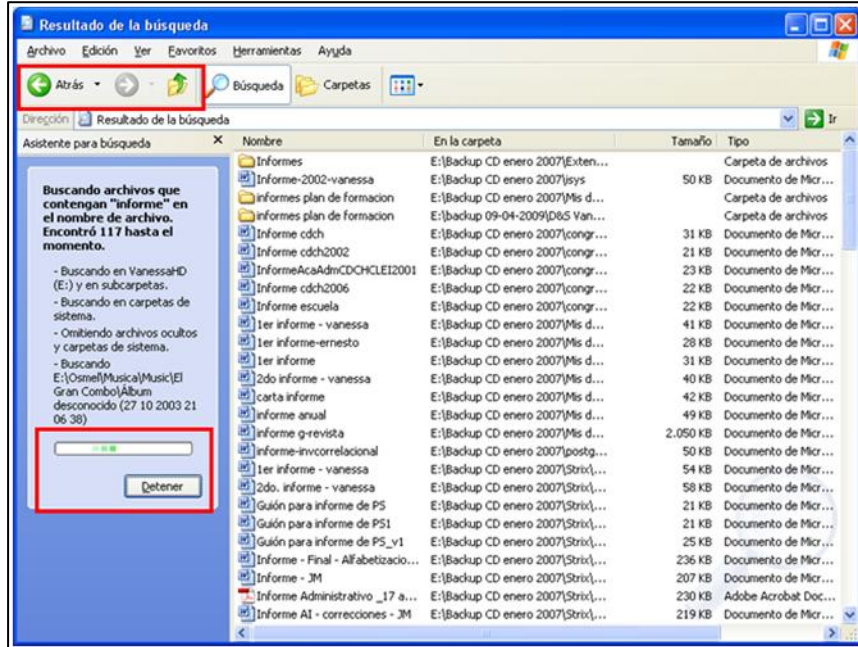 Resultado de la búsqueda
Archivo Edición Ver Favoritos Herramientas Ayuda
Atrás Búsqueda Carpetas
Dirección Resultado de la búsqueda Ir
Asistente para búsqueda
Buscando archivos que
contengan "informe" en
el nombre de archivo.
Encontró 117 hasta el
momento.
- Buscando en VanessaHD
(E:) y en subcarpetas.
- Buscando en carpetas de
sistema.
- Omitiendo archivos ocultos
y carpetas de sistema.
- Buscando
E:\Osmel\Musica\Music\El
Gran Combo\Álbum
desconocido (27 10 2003 21
06 38)
Detener
Nombre En la carpeta Tamaño Tipo
Informes E:\Backup CD enero 2007\Exten... Carpeta de archivos
Informe-2002-vanessa E:\Backup CD enero 2007\isys 50 KB Documento de Micr...
informes plan de formacion E:\Backup CD enero 2007\Mis d... Carpeta de archivos
informes plan de formacion E:\backup 09-04-2009\D&S Van... Carpeta de archivos
Informe cdch E:\Backup CD enero 2007\congr... 31 KB Documento de Micr...
Informe cdch2002 E:\Backup CD enero 2007\congr... 21 KB Documento de Micr...
InformeAcaAdmCDCHCLEI2001 E:\Backup CD enero 2007\congr... 23 KB Documento de Micr...
Informe cdch2006 E:\Backup CD enero 2007\congr... 22 KB Documento de Micr...
Informe escuela E:\Backup CD enero 2007\congr... 22 KB Documento de Micr...
1er informe - vanessa E:\Backup CD enero 2007\Mis d... 41 KB Documento de Micr...
1er informe-ernesto E:\Backup CD enero 2007\Mis d... 28 KB Documento de Micr...
1er informe E:\Backup CD enero 2007\Mis d... 31 KB Documento de Micr...
2do informe - vanessa E:\Backup CD enero 2007\Mis d... 40 KB Documento de Micr...
carta informe E:\Backup CD enero 2007\Mis d... 42 KB Documento de Micr...
informe anual E:\Backup CD enero 2007\Mis d... 49 KB Documento de Micr...
informe g-revista E:\Backup CD enero 2007\Mis d... 2.050 KB Documento de Micr...
informe-invcorrelacional E:\Backup CD enero 2007\postg... 50 KB Documento de Micr...
1er informe - vanessa E:\Backup CD enero 2007\Strix\... 54 KB Documento de Micr...
2do. informe - vanessa E:\Backup CD enero 2007\Strix\... 58 KB Documento de Micr...
Guión para informe de PS E:\Backup CD enero 2007\Strix\... 21 KB Documento de Micr...
Guión para informe de PS1 E:\Backup CD enero 2007\Strix\... 21 KB Documento de Micr...
Guión para informe de PS_v1 E:\Backup CD enero 2007\Strix\... 25 KB Documento de Micr...
Informe - Final - Alfabetizacio... E:\Backup CD enero 2007\Strix\... 236 KB Documento de Micr...
Informe - JM E:\Backup CD enero 2007\Strix\... 207 KB Documento de Micr...
Informe Administrativo _17 a... E:\Backup CD enero 2007\Strix\... 230 KB Adobe Acrobat Doc...
Informe AI - correcciones - JM E:\Backup CD enero 2007\Strix\... 219 KB Documento de Micr...